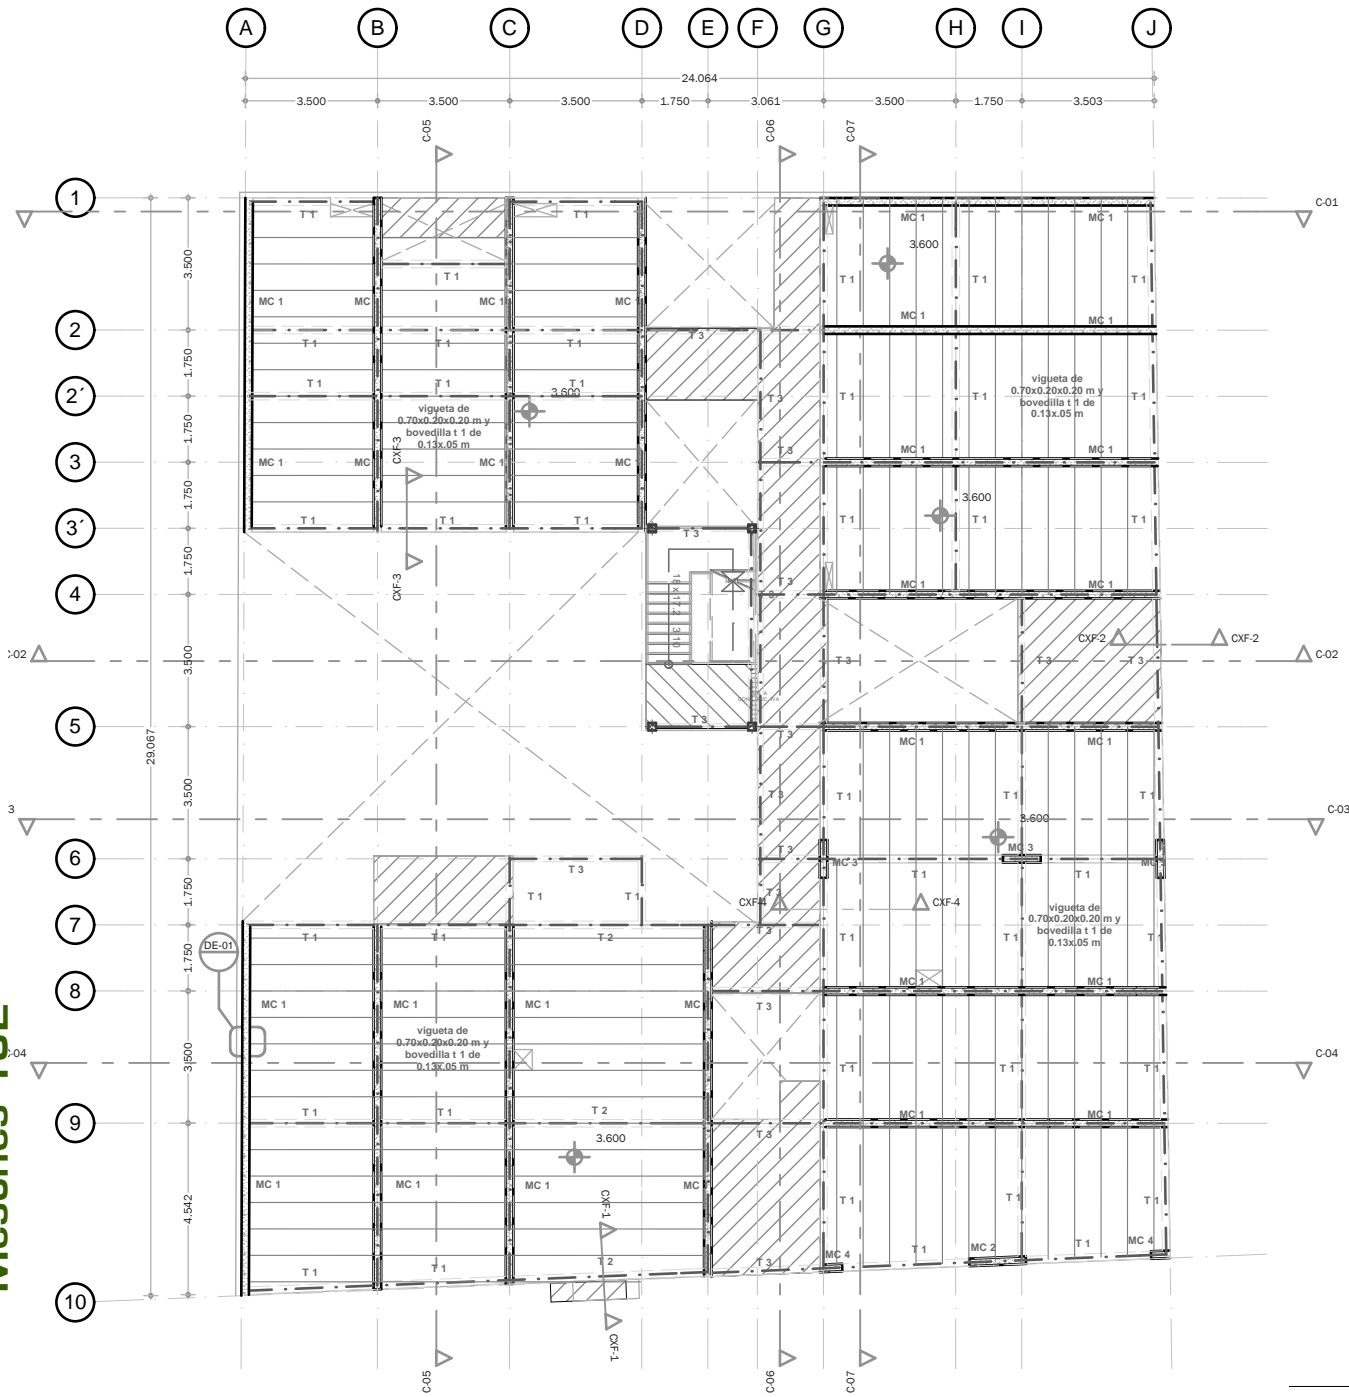 A B C D E F G H I J
24.064
3.500 3.500 3.500 1.750 3.061 3.500 1.750 3.503
C-05 C-06 C-07
1
C-01
T 1 T 1 MC 1 MC 1
3.600
3.500
T 1 T 1 T 1 T 1
MC 1 MC MC 1 MC 1 MC 1 MC 1
2
T 1 T 1 T 1 T 3
1.750
T 1 T 1 T 1
2´
3.600
T 3 T 1 T 1 T 1
vigueta de
0.70x0.20x0.20 m y
bovedilla t 1 de
0.13x.05 m
vigueta de
0.70x0.20x0.20 m y
bovedilla t 1 de
0.13x.05 m
1.750
CXF-3
T 3 MC 1 MC 1
3
MC 1 MC MC 1 MC
3.600
1.750
T 1 T 1 T 1 T 1 T 1 T 1
3´
T 3
1.750
CXF-3
T 3 MC 1 MC 1
4
CXF-2 CXF-2
:-02
C-02
3.500
T 3 T 3 T 3
5
T 3 T 3
MC 1 MC 1
29.067
3.500
T 3 T 1 T 1 T 1
3
C-03
3.600
6
T 3 T 3 MC 3 MC 3 MC
T 1 T 1
1.750
T 1 T 1 T 3
CXF-4 CXF-4
7
T 1 T 1 T 2 T 3
T 1 T 1 T 1
vigueta de
0.70x0.20x0.20 m y
bovedilla t 1 de
0.13x.05 m
DE-01
1.750
MC 1 MC 1
8
MC 1 MC 1 MC 1 MC T 3
vigueta de
0.70x0.20x0.20 m y
bovedilla t 1 de
0.13x.05 m
3.500
:-04
C-04
T 1 T 1 T 1
T 1 T 1 T 2 MC 1 MC 1
9
T 3
3.600
MC 1 MC 1 MC 1 MC
4.542
T 1 T 1 T 1
CXF-1
T 1 T 1 T 2 T 3 MC 4 T 1 MC 2 T 1 MC 4
10
CXF-1
C-05 C-06 C-07